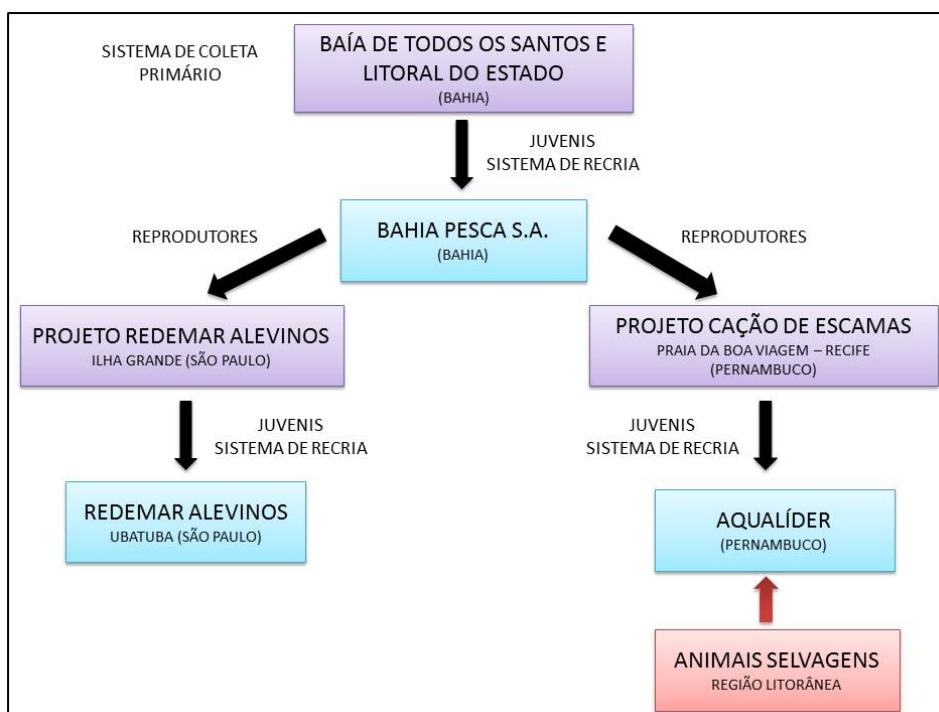 SISTEMA DE COLETA
PRIMÁRIO
BAÍA DE TODOS OS SANTOS E
LITORAL DO ESTADO
(BAHIA)
JUVENIS
SISTEMA DE RECRIA
REPRODUTORES
BAHIA PESCA S.A.
(BAHIA)
REPRODUTORES
PROJETO REDEMAR ALEVINOS
ILHA GRANDE (SÃO PAULO)
PROJETO CAÇÃO DE ESCAMAS
PRAIA DA BOA VIAGEM – RECIFE
(PERNAMBUCO)
JUVENIS
SISTEMA DE RECRIA
JUVENIS
SISTEMA DE RECRIA
REDEMAR ALEVINOS
UBATUBA (SÃO PAULO)
AQUALÍDER
(PERNAMBUCO)
ANIMAIS SELVAGENS
REGIÃO LITORÂNEA